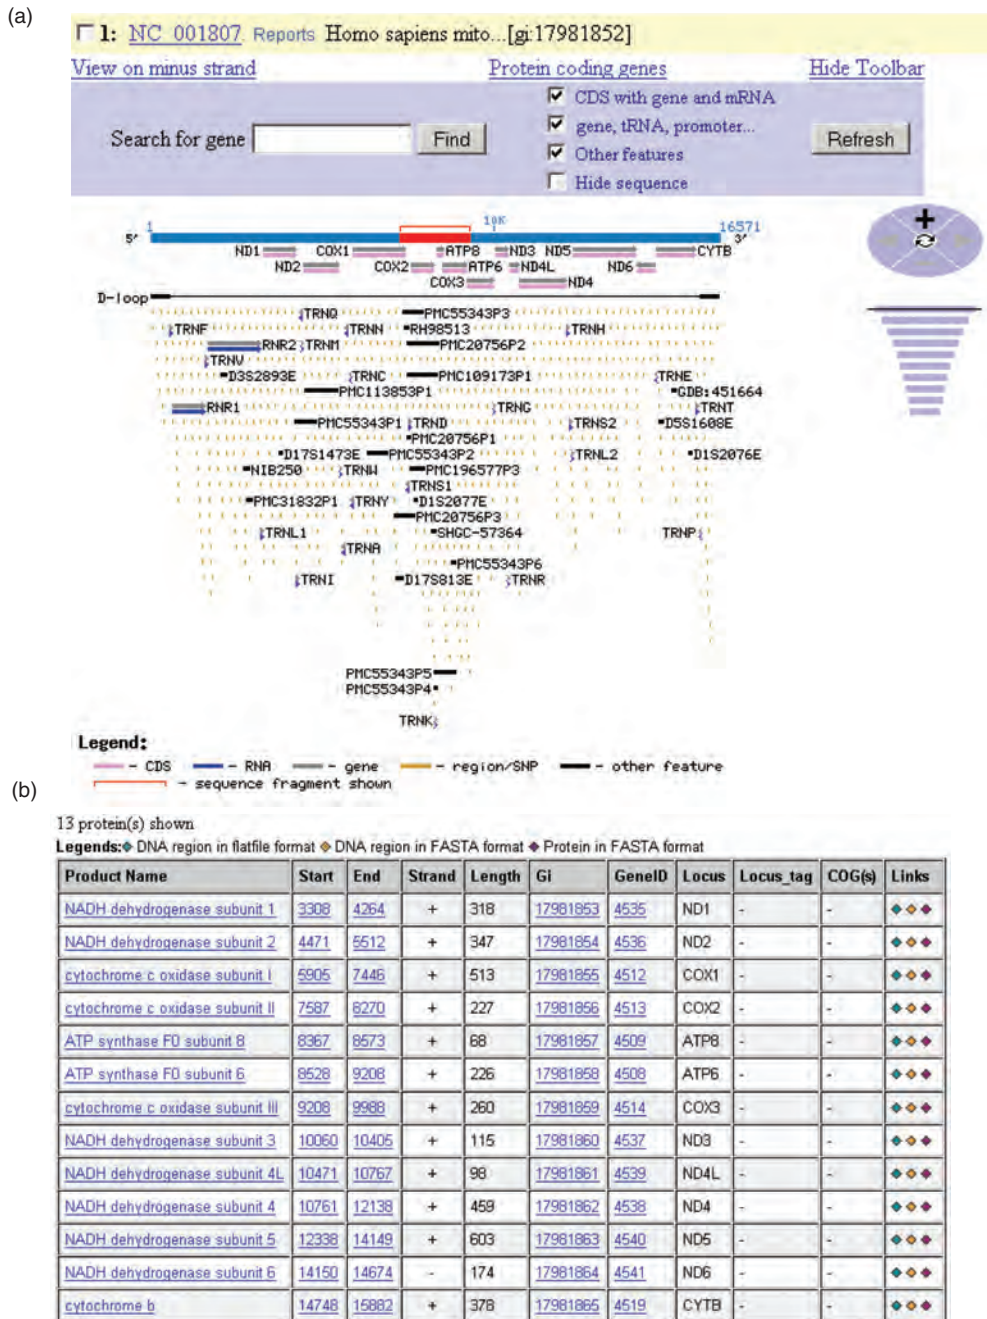 (a)
1: NC_001807 Reports Homo sapiens mito...[gi:17981852]
View on minus strand Protein coding genes Hide Toolbar
CDS with gene and mRNA
Search for gene Find gene, tRNA, promoter... Refresh
Other features
Hide sequence
1 10K 16571
5' 3'
ND1 COX1 ATP8 ND3 ND5 CYTB
ND2 COX2 ATP6 ND4L ND6
COX3 ND4
D-loop
TRNQ PMC55343P3
TRNF TRNN RH98513 TRNH
RNR2 TRNM PMC20756P2
TRNV
D3S2893E TRNC PMC109173P1 TRNE
PMC113853P1 GDB:451664
RNR1 TRNG TRNT
PMC55343P1 TRND TRNS2 D5S1608E
PMC20756P1
D17S1473E PMC55343P2 TRNL2 D1S2076E
NIB250 TRNW PMC196577P3
TRNS1
PMC31832P1 TRNY D1S2077E
PMC20756P3
TRNL1 SHGC-57364 TRNP
TRNA
PMC55343P6
TRNI D17S813E TRNR
PMC55343P5
PMC55343P4
TRNK
Legend:
- CDS - RNA - gene - region/SNP - other feature
- sequence fragment shown
(b)
13 protein(s) shown
Legends: DNA region in flatfile format DNA region in FASTA format Protein in FASTA format
Product Name Start End Strand Length Gi GeneID Locus Locus_tag COG(s) Links
NADH dehydrogenase subunit 1 3308 4264 + 318 17981853 4535 ND1 - -
NADH dehydrogenase subunit 2 4471 5512 + 347 17981854 4536 ND2 - -
cytochrome c oxidase subunit I 5905 7446 + 513 17981855 4512 COX1 - -
cytochrome c oxidase subunit II 7587 8270 + 227 17981856 4513 COX2 - -
ATP synthase F0 subunit 8 8367 8573 + 68 17981857 4509 ATP8 - -
ATP synthase F0 subunit 6 8528 9208 + 226 17981858 4508 ATP6 - -
cytochrome c oxidase subunit III 9208 9988 + 260 17981859 4514 COX3 - -
NADH dehydrogenase subunit 3 10060 10405 + 115 17981860 4537 ND3 - -
NADH dehydrogenase subunit 4L 10471 10767 + 98 17981861 4539 ND4L - -
NADH dehydrogenase subunit 4 10761 12138 + 459 17981862 4538 ND4 - -
NADH dehydrogenase subunit 5 12338 14149 + 603 17981863 4540 ND5 - -
NADH dehydrogenase subunit 6 14150 14674 - 174 17981864 4541 ND6 - -
cytochrome b 14748 15882 + 378 17981865 4519 CYTB - -